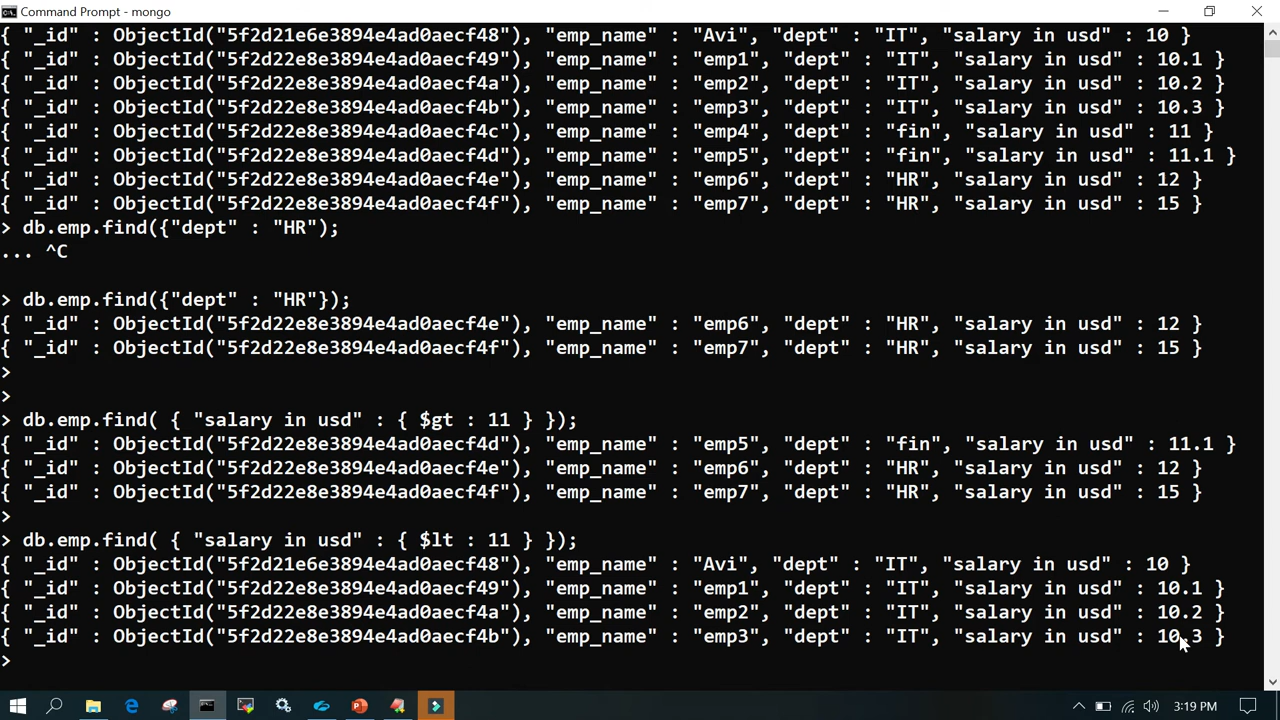 Command Prompt - mongo
{ "_id" : ObjectId("5f2d21e6e3894e4ad0aecf48"), "emp_name" : "Avi", "dept" : "IT", "salary in usd" : 10 }
{ "_id" : ObjectId("5f2d22e8e3894e4ad0aecf49"), "emp_name" : "emp1", "dept" : "IT", "salary in usd" : 10.1 }
{ "_id" : ObjectId("5f2d22e8e3894e4ad0aecf4a"), "emp_name" : "emp2", "dept" : "IT", "salary in usd" : 10.2 }
{ "_id" : ObjectId("5f2d22e8e3894e4ad0aecf4b"), "emp_name" : "emp3", "dept" : "IT", "salary in usd" : 10.3 }
{ "_id" : ObjectId("5f2d22e8e3894e4ad0aecf4c"), "emp_name" : "emp4", "dept" : "fin", "salary in usd" : 11 }
{ "_id" : ObjectId("5f2d22e8e3894e4ad0aecf4d"), "emp_name" : "emp5", "dept" : "fin", "salary in usd" : 11.1 }
{ "_id" : ObjectId("5f2d22e8e3894e4ad0aecf4e"), "emp_name" : "emp6", "dept" : "HR", "salary in usd" : 12 }
{ "_id" : ObjectId("5f2d22e8e3894e4ad0aecf4f"), "emp_name" : "emp7", "dept" : "HR", "salary in usd" : 15 }
> db.emp.find({"dept" : "HR");
... ^C
> db.emp.find({"dept" : "HR"});
{ "_id" : ObjectId("5f2d22e8e3894e4ad0aecf4e"), "emp_name" : "emp6", "dept" : "HR", "salary in usd" : 12 }
{ "_id" : ObjectId("5f2d22e8e3894e4ad0aecf4f"), "emp_name" : "emp7", "dept" : "HR", "salary in usd" : 15 }
>
>
> db.emp.find( { "salary in usd" : { $gt : 11 } });
{ "_id" : ObjectId("5f2d22e8e3894e4ad0aecf4d"), "emp_name" : "emp5", "dept" : "fin", "salary in usd" : 11.1 }
{ "_id" : ObjectId("5f2d22e8e3894e4ad0aecf4e"), "emp_name" : "emp6", "dept" : "HR", "salary in usd" : 12 }
{ "_id" : ObjectId("5f2d22e8e3894e4ad0aecf4f"), "emp_name" : "emp7", "dept" : "HR", "salary in usd" : 15 }
>
> db.emp.find( { "salary in usd" : { $lt : 11 } });
{ "_id" : ObjectId("5f2d21e6e3894e4ad0aecf48"), "emp_name" : "Avi", "dept" : "IT", "salary in usd" : 10 }
{ "_id" : ObjectId("5f2d22e8e3894e4ad0aecf49"), "emp_name" : "emp1", "dept" : "IT", "salary in usd" : 10.1 }
{ "_id" : ObjectId("5f2d22e8e3894e4ad0aecf4a"), "emp_name" : "emp2", "dept" : "IT", "salary in usd" : 10.2 }
{ "_id" : ObjectId("5f2d22e8e3894e4ad0aecf4b"), "emp_name" : "emp3", "dept" : "IT", "salary in usd" : 10.3 }
>
3:19 PM